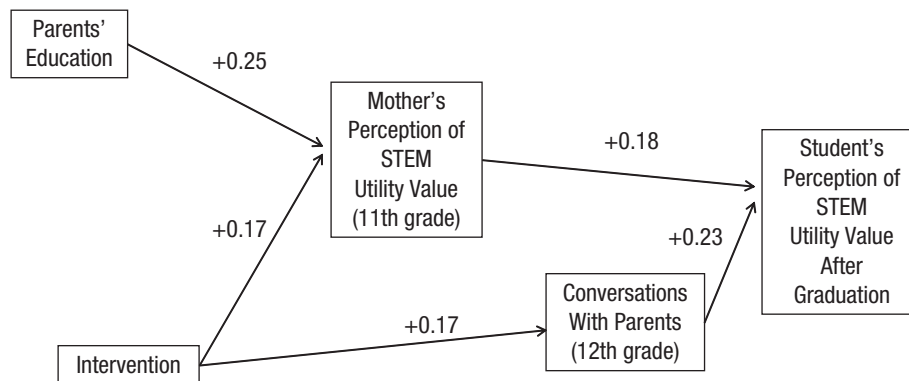 Parents’
Education
+0.25
Mother’s
Perception of
STEM
Utility Value
(11th grade)
+0.18
Student’s
Perception of
STEM
Utility Value
After
Graduation
+0.17
+0.23
Conversations
With Parents
(12th grade)
+0.17
Intervention